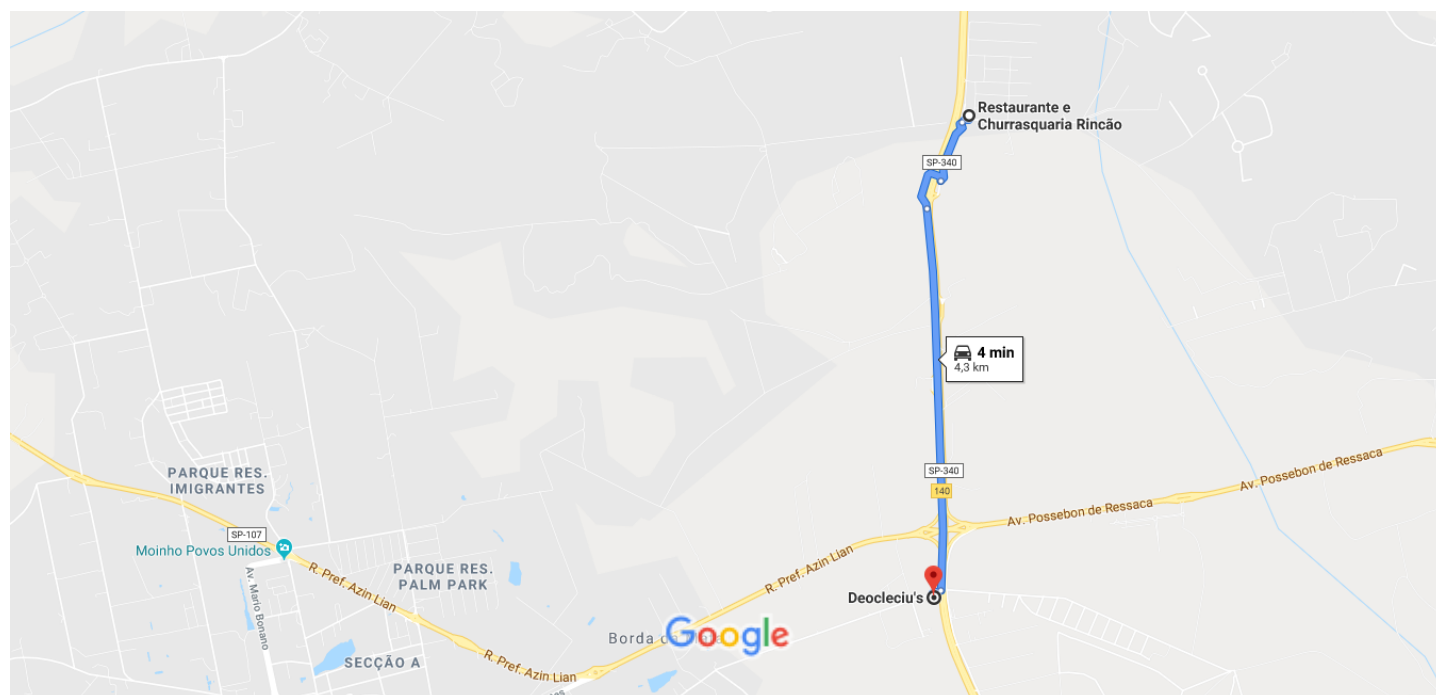 Restaurante e
Churrasquaria Rincão
SP-340
4 min
4,3 km
Av. Possebon de Ressaca
SP-340
PARQUE RES.
IMIGRANTES
140
Av. Possebon de Ressaca
SP-107
Moinho Povos Unidos
R. Pref. Azin Lian
R. Pref. Azin Lian
PARQUE RES.
PALM PARK
Av. Mario Bonano
Deocleciu's
Google
Borda da
SECÇÃO A
R. Pref. Azin Lian